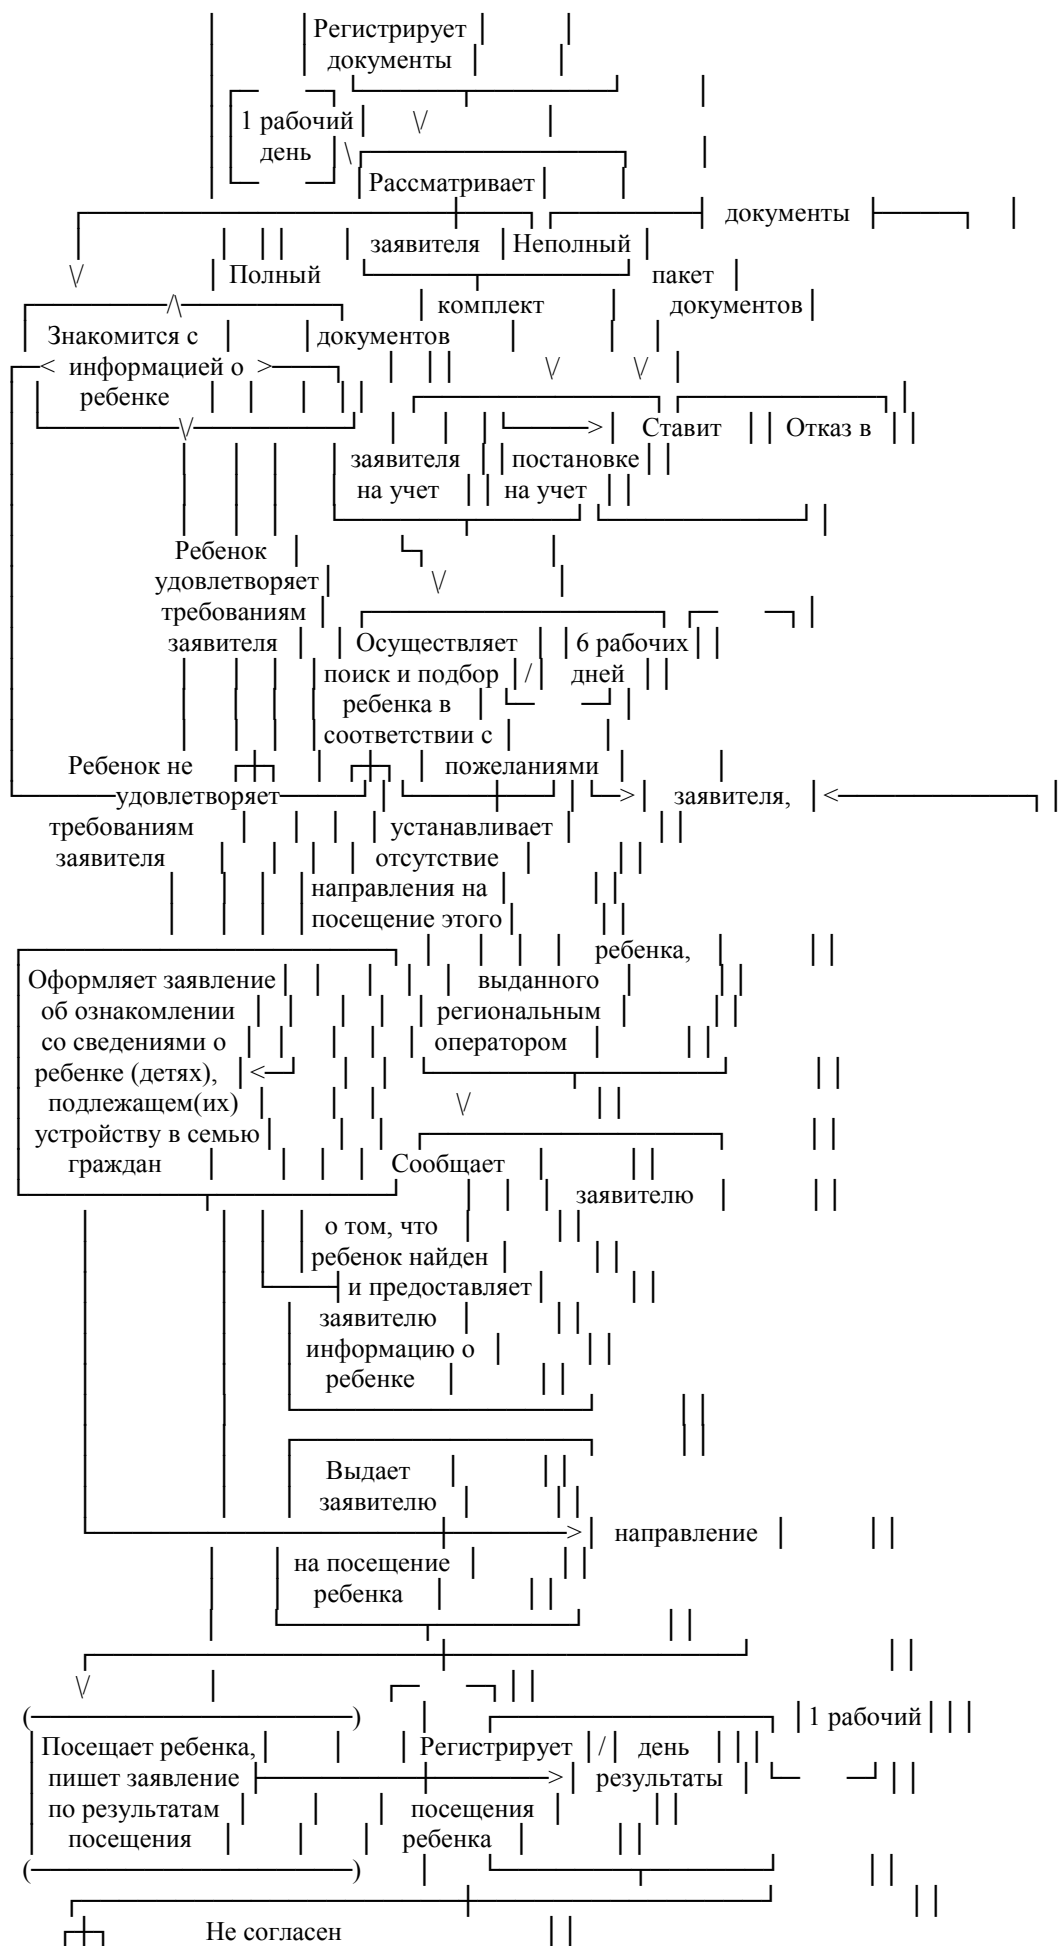 Регистрирует
документы
1 рабочий
день
Рассматривает
документы
заявителя Неполный
Полный пакет
комплект документов
Знакомится с документов
< информацией о >
ребенке
> Ставит Отказ в
заявителя постановке
на учет на учет
Ребенок
удовлетворяет
требованиям
заявителя Осуществляет 6 рабочих
поиск и подбор / дней
ребенка в
соответствии с
Ребенок не пожеланиями
удовлетворяет > заявителя, <
требованиям устанавливает
заявителя отсутствие
направления на
посещение этого
ребенка,
Оформляет заявление выданного
об ознакомлении региональным
со сведениями о оператором
ребенке (детях), <
подлежащем(их)
устройству в семью
граждан Сообщает
заявителю
о том, что
ребенок найден
и предоставляет
заявителю
информацию о
ребенке
Выдает
заявителю
> направление
на посещение
ребенка
1 рабочий
Посещает ребенка, Регистрирует / день
пишет заявление > результаты
по результатам посещения
посещения ребенка
Не согласен